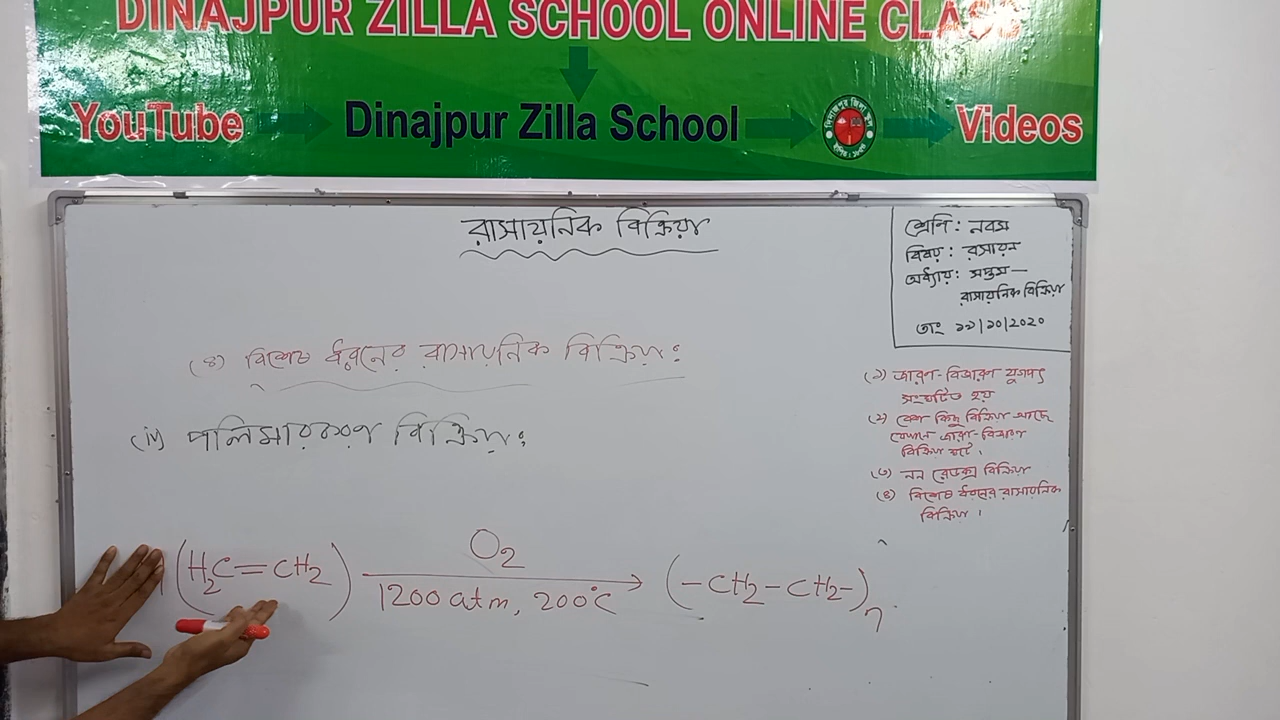 DINAJPUR ZILLA SCHOOL ONLINE CLASS
YouTube Dinajpur Zilla School Videos
রাসায়নিক বিক্রিয়া
শ্রেণি: নবম
বিষয়: রসায়ন
অধ্যায়: সপ্তম—
রাসায়নিক বিক্রিয়া
তাং ১১/১০/২০২০
(৪) বিশেষ ধরনের রাসায়নিক বিক্রিয়া:
(iv) পলিমারকরণ বিক্রিয়া:
(১) জারণ-বিজারণ যুগপৎ
সংঘটিত হয়
(২) বেশ কিছু বিক্রিয়া আছে
যেখানে জারণ-বিজারণ
বিক্রিয়া ঘটে।
(৩) নন রেডক্স বিক্রিয়া
(৪) বিশেষ ধরনের রাসায়নিক
বিক্রিয়া।
(H₂C=CH₂) O₂ 1200 atm, 200°C → (-CH₂-CH₂-)n